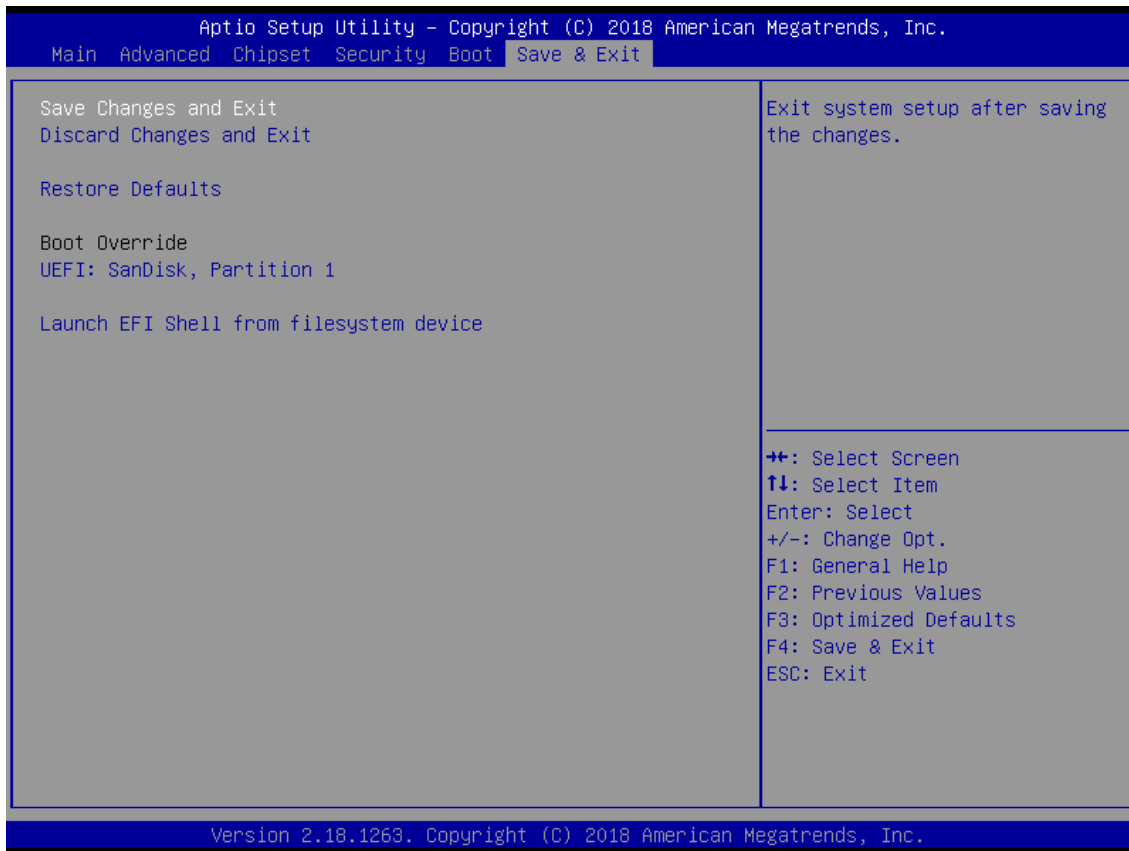 Aptio Setup Utility – Copyright (C) 2018 American Megatrends, Inc.
Main Advanced Chipset Security Boot Save & Exit
Save Changes and Exit
Discard Changes and Exit
Restore Defaults
Boot Override
UEFI: SanDisk, Partition 1
Launch EFI Shell from filesystem device
Exit system setup after saving
the changes.
→←: Select Screen
↑↓: Select Item
Enter: Select
+/-: Change Opt.
F1: General Help
F2: Previous Values
F3: Optimized Defaults
F4: Save & Exit
ESC: Exit
Version 2.18.1263. Copyright (C) 2018 American Megatrends, Inc.